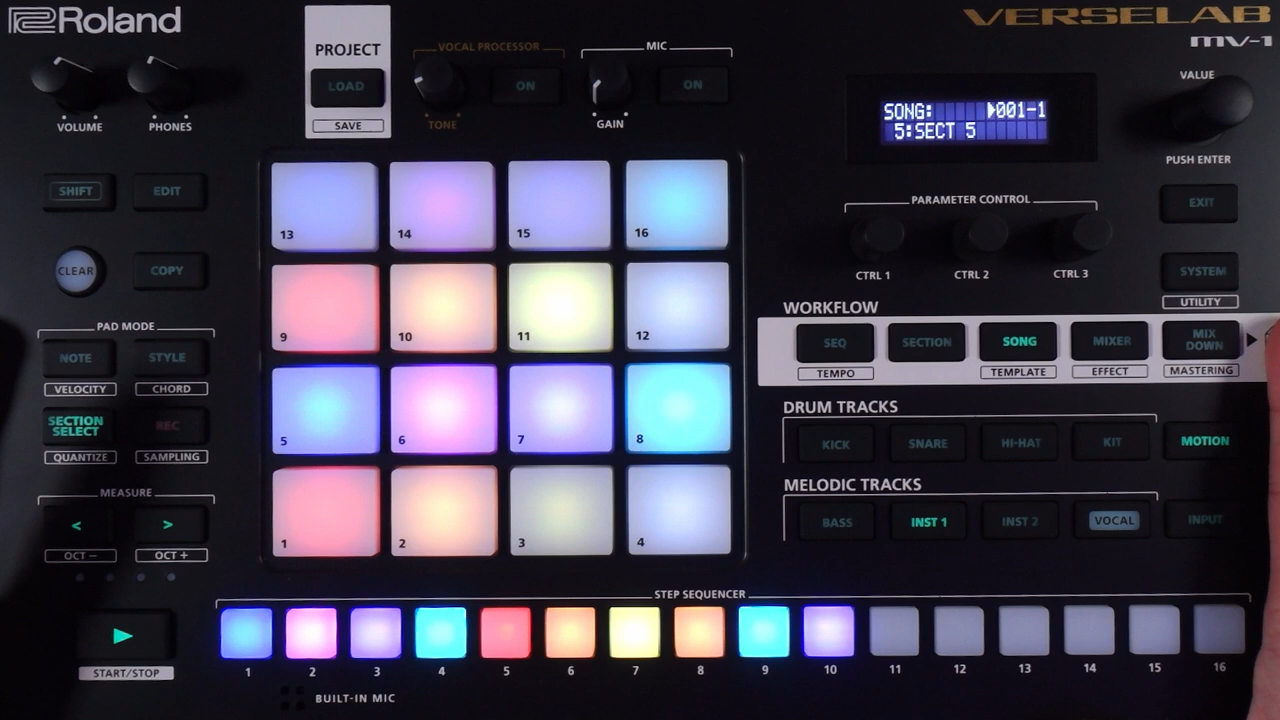 Roland
VERSELAB
MV-1
PROJECT
LOAD
SAVE
VOLUME
PHONES
VOCAL PROCESSOR
TONE
ON
MIC
GAIN
ON
SONG: ▶001-1
5:SECT 5
VALUE
PUSH ENTER
SHIFT
EDIT
CLEAR
COPY
PAD MODE
NOTE
STYLE
VELOCITY
CHORD
SECTION
SELECT
REC
QUANTIZE
SAMPLING
MEASURE
<
>
OCT −
OCT +
START/STOP
13
14
15
16
9
10
11
12
5
6
7
8
1
2
3
4
PARAMETER CONTROL
CTRL 1
CTRL 2
CTRL 3
EXIT
SYSTEM
UTILITY
WORKFLOW
SEQ
SECTION
SONG
MIXER
MIX
DOWN
TEMPO
TEMPLATE
EFFECT
MASTERING
DRUM TRACKS
KICK
SNARE
HI-HAT
KIT
MOTION
MELODIC TRACKS
BASS
INST 1
INST 2
VOCAL
INPUT
STEP SEQUENCER
1 2 3 4 5 6 7 8 9 10 11 12 13 14 15 16
BUILT-IN MIC